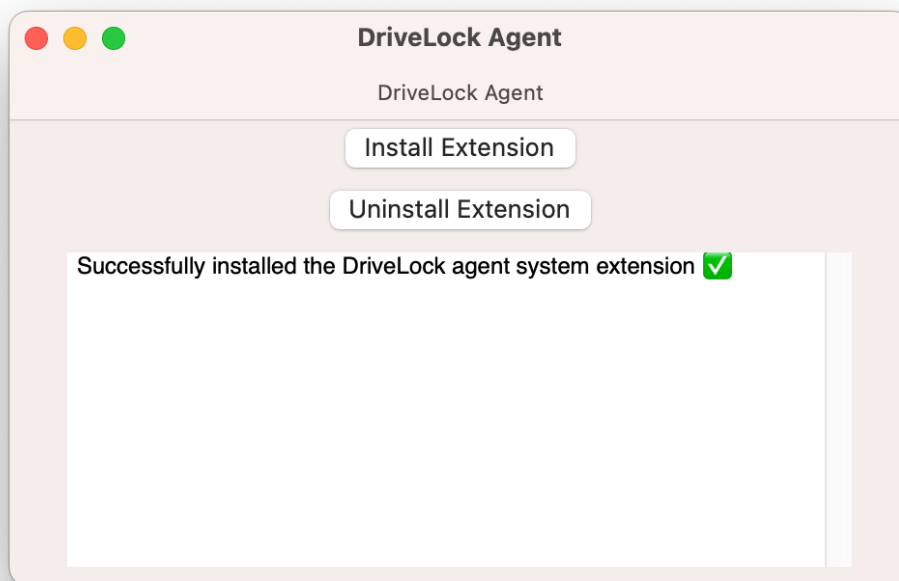 DriveLock Agent
DriveLock Agent
Install Extension
Uninstall Extension
Successfully installed the DriveLock agent system extension ✅